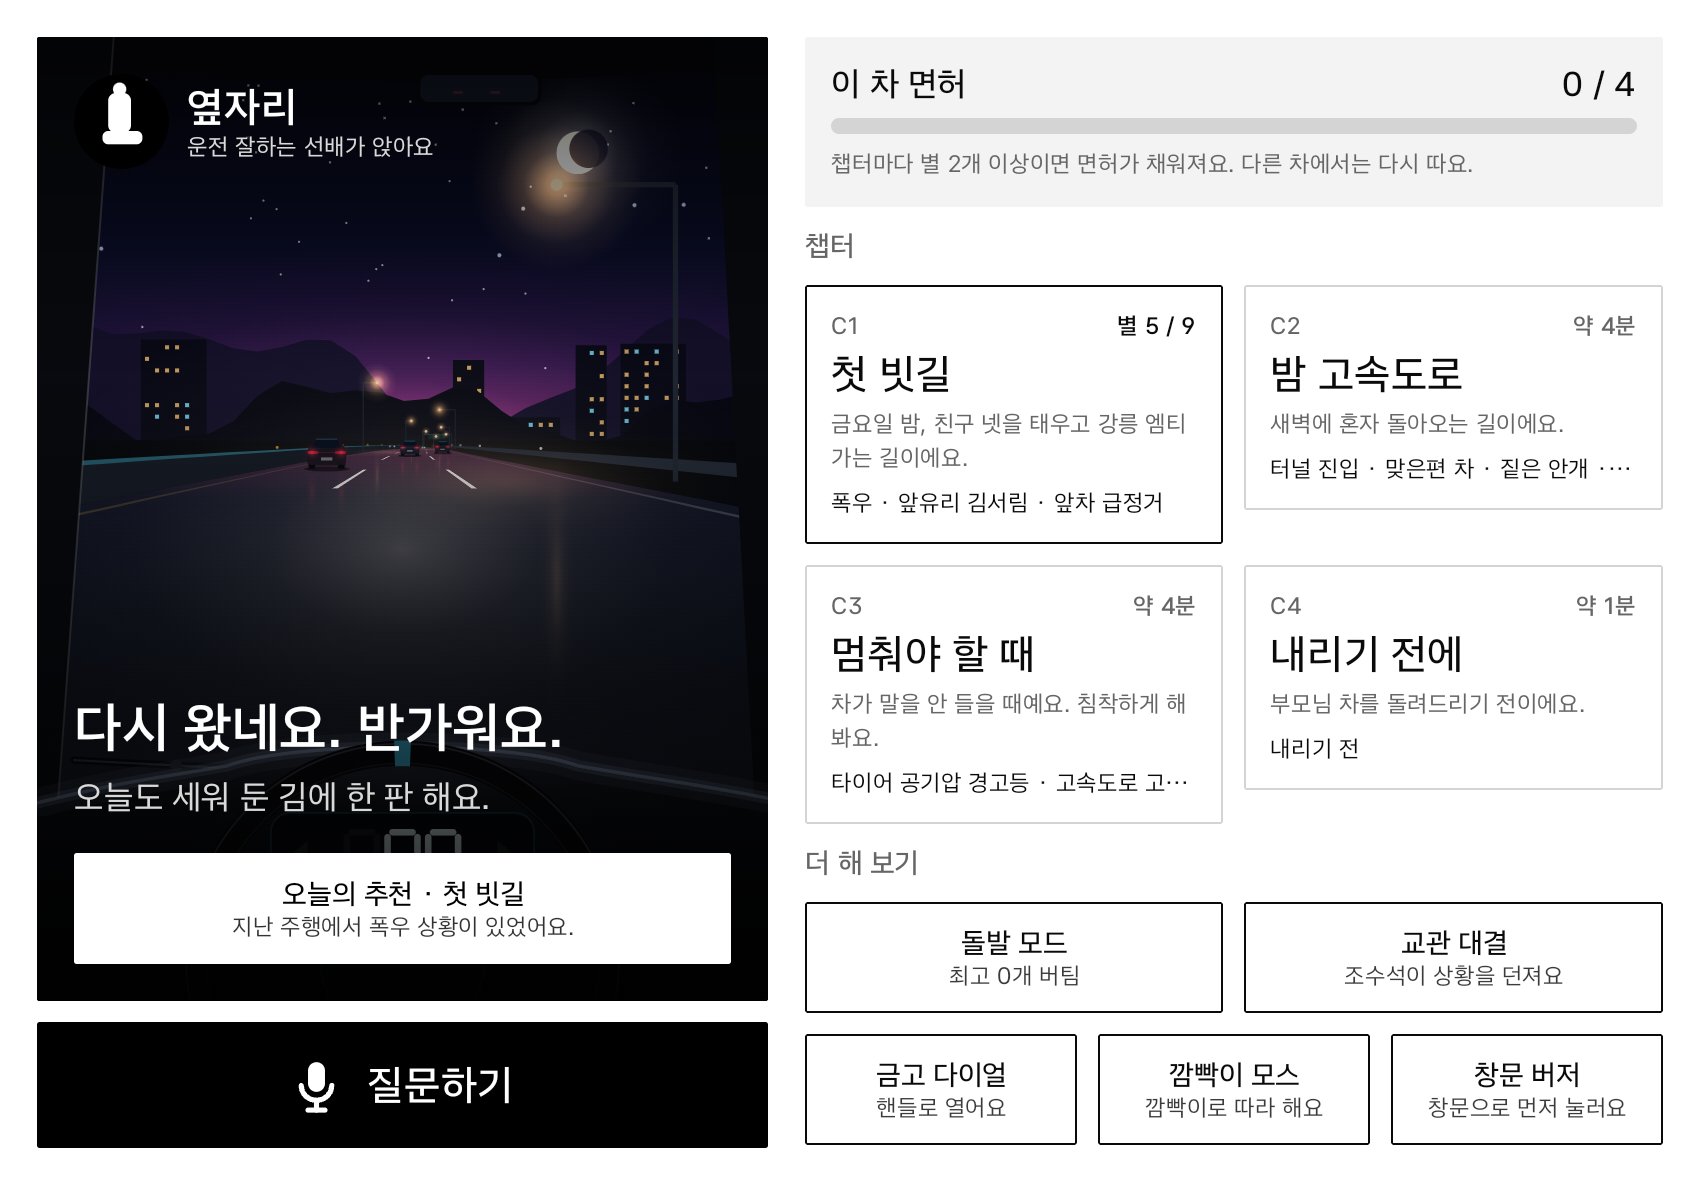 옆자리
운전 잘하는 선배가 앉아요
다시 왔네요. 반가워요.
오늘도 세워 둔 김에 한 판 해요.
오늘의 추천 · 첫 빗길
지난 주행에서 폭우 상황이 있었어요.
질문하기
이 차 면허
0 / 4
챕터마다 별 2개 이상이면 면허가 채워져요. 다른 차에서는 다시 따요.
챕터
C1
별 5 / 9
첫 빗길
금요일 밤, 친구 넷을 태우고 강릉 엠티
가는 길이에요.
폭우 · 앞유리 김서림 · 앞차 급정거
C2
약 4분
밤 고속도로
새벽에 혼자 돌아오는 길이에요.
터널 진입 · 맞은편 차 · 짙은 안개 · …
C3
약 4분
멈춰야 할 때
차가 말을 안 들을 때예요. 침착하게 해
봐요.
타이어 공기압 경고등 · 고속도로 고…
C4
약 1분
내리기 전에
부모님 차를 돌려드리기 전이에요.
내리기 전
더 해 보기
돌발 모드
최고 0개 버팀
교관 대결
조수석이 상황을 던져요
금고 다이얼
핸들로 열어요
깜빡이 모스
깜빡이로 따라 해요
창문 버저
창문으로 먼저 눌러요